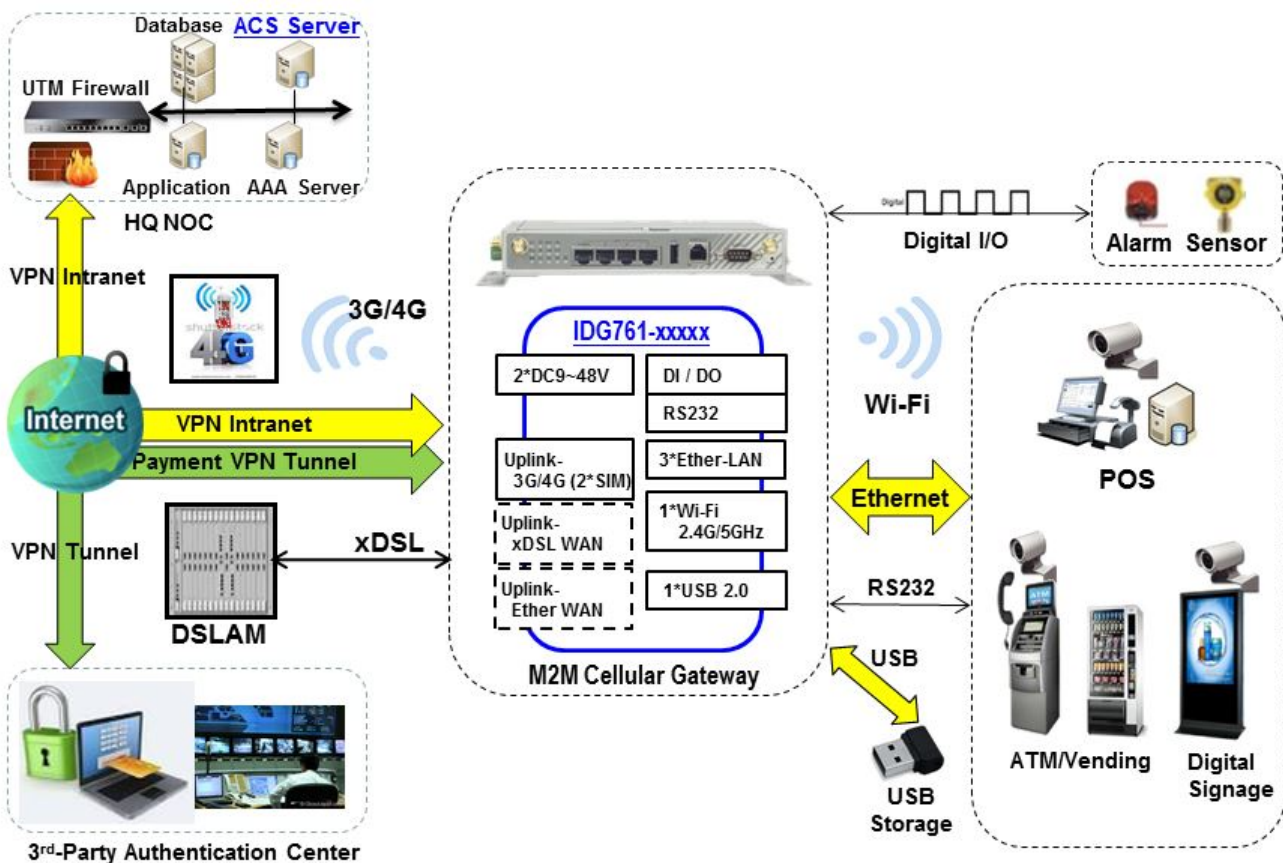 Database ACS Server
UTM Firewall
Application AAA Server
HQ NOC
VPN Intranet
3G/4G
4G
Internet
VPN Intranet
Payment VPN Tunnel
VPN Tunnel
xDSL
DSLAM
3rd-Party Authentication Center
IDG761-xxxxx
2*DC9~48V
DI / DO
RS232
Uplink-
3G/4G (2*SIM)
3*Ether-LAN
Uplink-
xDSL WAN
1*Wi-Fi
2.4G/5GHz
Uplink-
Ether WAN
1*USB 2.0
M2M Cellular Gateway
Digital
Digital I/O
Alarm Sensor
Wi-Fi
Ethernet
POS
RS232
USB
USB
Storage
ATM
ATM/Vending
Digital
Signage